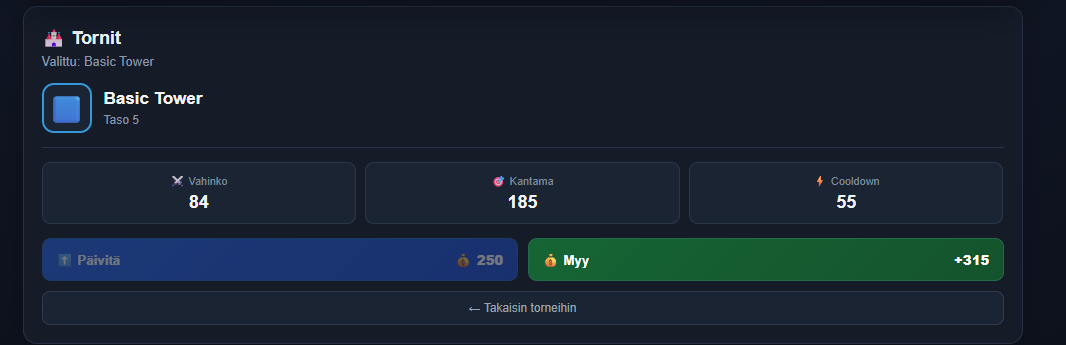 🏰 Tornit
Valittu: Basic Tower
Basic Tower
Taso 5
⚔️ Vahinko
84
🎯 Kantama
185
⚡ Cooldown
55
⬆️ Päivitä 💰 250
💰 Myy +315
← Takaisin torneihin